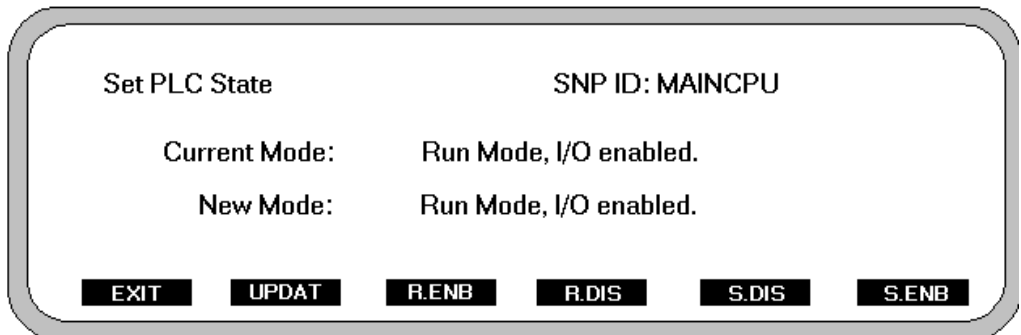 Set PLC State SNP ID: MAINCPU
Current Mode: Run Mode, I/O enabled.
New Mode: Run Mode, I/O enabled.
EXIT UPDAT R.ENB R.DIS S.DIS S.ENB